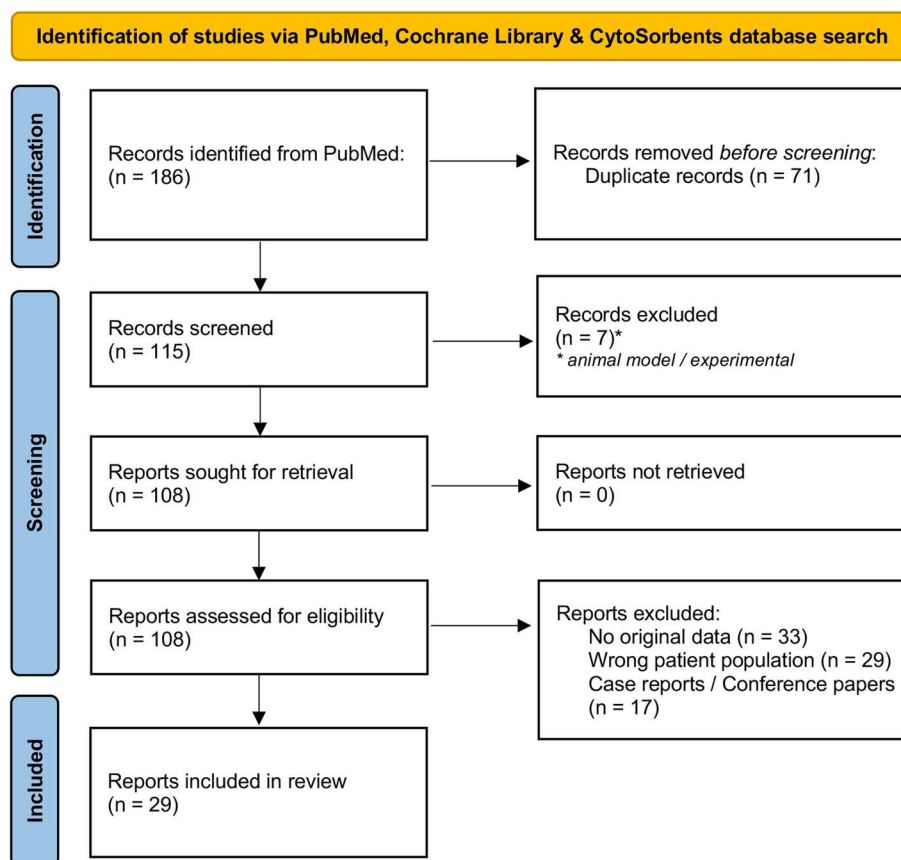 Identification of studies via PubMed, Cochrane Library & CytoSorbents database search
Identification
Records identified from PubMed:
(n = 186)
Records removed before screening:
Duplicate records (n = 71)
Screening
Records screened
(n = 115)
Records excluded
(n = 7)*
* animal model / experimental
Reports sought for retrieval
(n = 108)
Reports not retrieved
(n = 0)
Reports assessed for eligibility
(n = 108)
Reports excluded:
No original data (n = 33)
Wrong patient population (n = 29)
Case reports / Conference papers
(n = 17)
Included
Reports included in review
(n = 29)